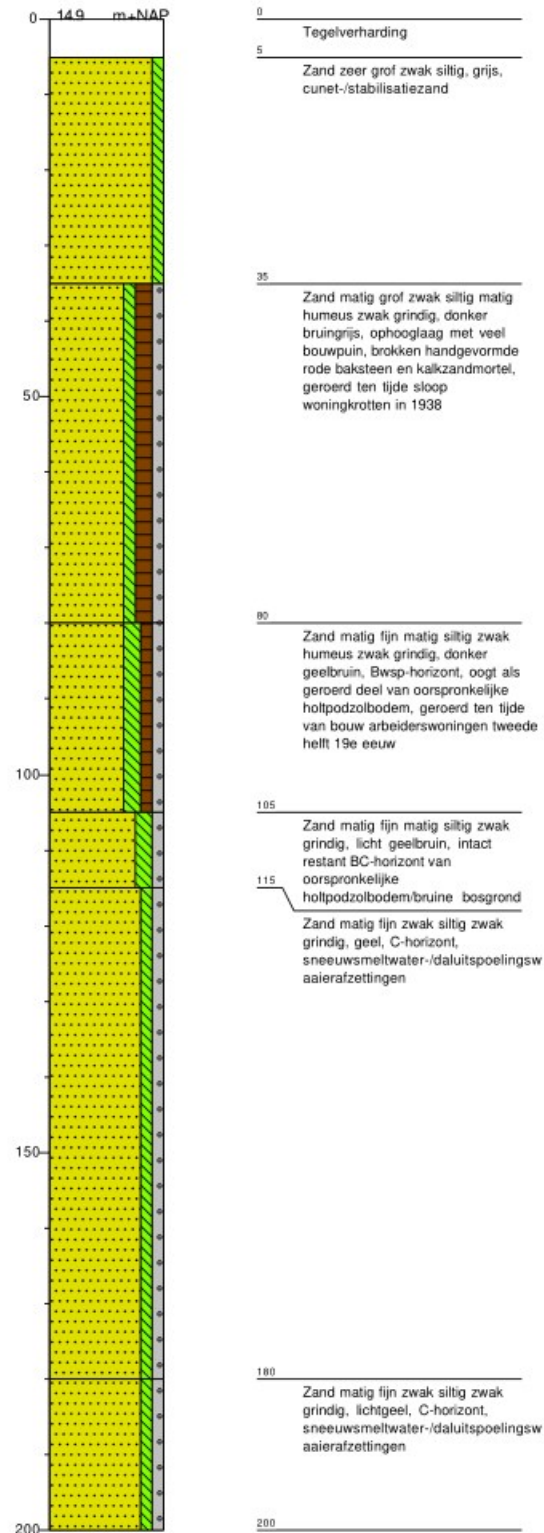 0
14.9 m+NAP
0
Tegelverharding
5
Zand zeer grof zwak siltig, grijs,
cunet-/stabilisatiezand
35
Zand matig grof zwak siltig matig
humeus zwak grindig, donker
bruingrijs, ophooglaag met veel
bouwpuin, brokken handgevormde
rode baksteen en kalkzandmortel,
geroerd ten tijde sloop
woningkrotten in 1938
50
80
Zand matig fijn matig siltig zwak
humeus zwak grindig, donker
geelbruin, Bwsp-horizont, oogt als
geroerd deel van oorspronkelijke
holtpodzolbodem, geroerd ten tijde
van bouw arbeiderswoningen tweede
helft 19e eeuw
100
105
Zand matig fijn matig siltig zwak
grindig, licht geelbruin, intact
restant BC-horizont van
oorspronkelijke
holtpodzolbodem/bruine bosgrond
115
Zand matig fijn zwak siltig zwak
grindig, geel, C-horizont,
sneeuwsmeltwater-/daluitspoelingsw
aaierafzettingen
150
180
Zand matig fijn zwak siltig zwak
grindig, lichtgeel, C-horizont,
sneeuwsmeltwater-/daluitspoelingsw
aaierafzettingen
200
200